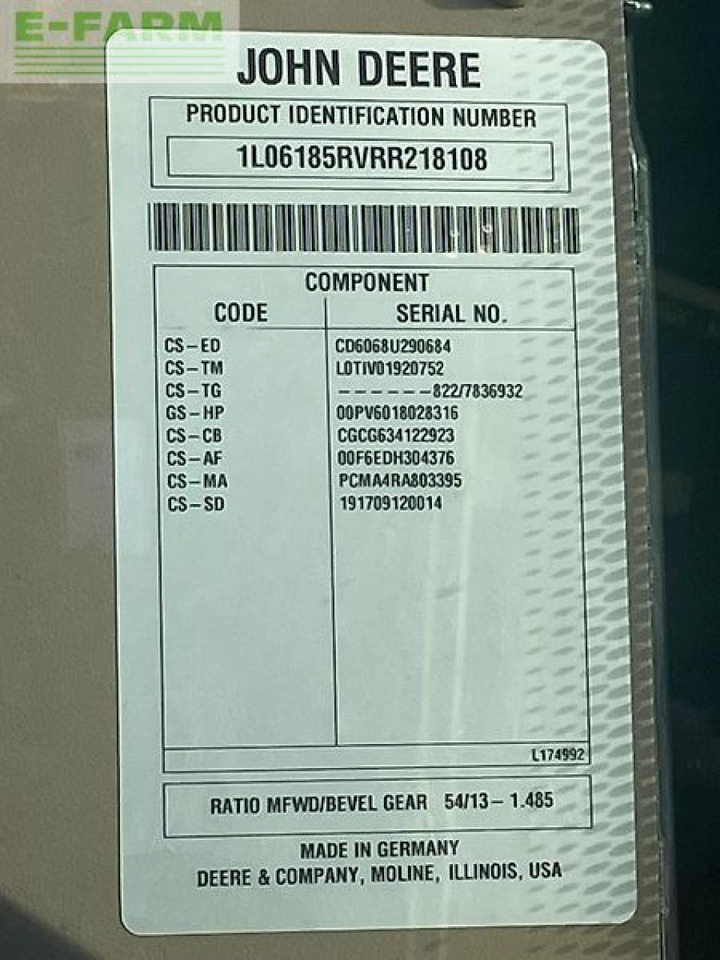 E-FARM
JOHN DEERE
PRODUCT IDENTIFICATION NUMBER
1L06185RVRR218108
COMPONENT
CODE SERIAL NO.
CS-ED CD6068U290684
CS-TM L0TIV01920752
CS-TG ------822/7836932
GS-HP 00PV6018028316
CS-CB CGCG634122923
CS-AF 00F6EDH304376
CS-MA PCMA4RA803395
CS-SD 191709120014
L174992
RATIO MFWD/BEVEL GEAR 54/13-1.485
MADE IN GERMANY
DEERE & COMPANY, MOLINE, ILLINOIS, USA